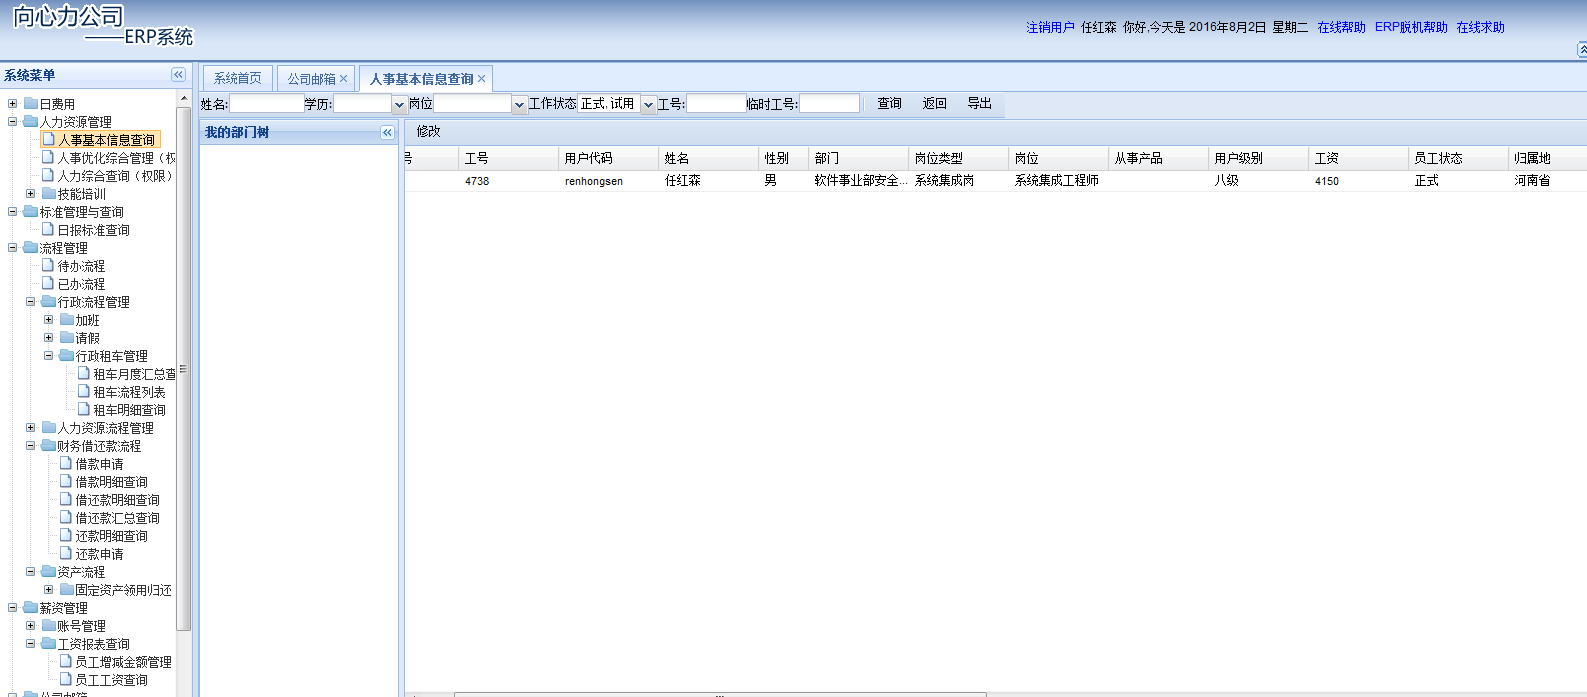 向心力公司
——ERP系统
注销用户 任红森 你好,今天是 2016年8月2日 星期二 在线帮助 ERP脱机帮助 在线求助
系统菜单
系统首页 公司邮箱 人事基本信息查询
姓名: 学历: 岗位 工作状态 正式,试用 工号: 临时工号: 查询 返回 导出
我的部门树
修改
号 工号 用户代码 姓名 性别 部门 岗位类型 岗位 从事产品 用户级别 工资 员工状态 归属地
4738 renhongsen 任红森 男 软件事业部安全... 系统集成岗 系统集成工程师 八级 4150 正式 河南省
日费用
人力资源管理
人事基本信息查询
人事优化综合管理（权
人力综合查询（权限）
技能培训
标准管理与查询
日报标准查询
流程管理
待办流程
已办流程
行政流程管理
加班
请假
行政租车管理
租车月度汇总查
租车流程列表
租车明细查询
人力资源流程管理
财务借还款流程
借款申请
借款明细查询
借还款明细查询
借还款汇总查询
还款明细查询
还款申请
资产流程
固定资产领用归还
薪资管理
账号管理
工资报表查询
员工增减金额管理
员工工资查询
公司邮箱